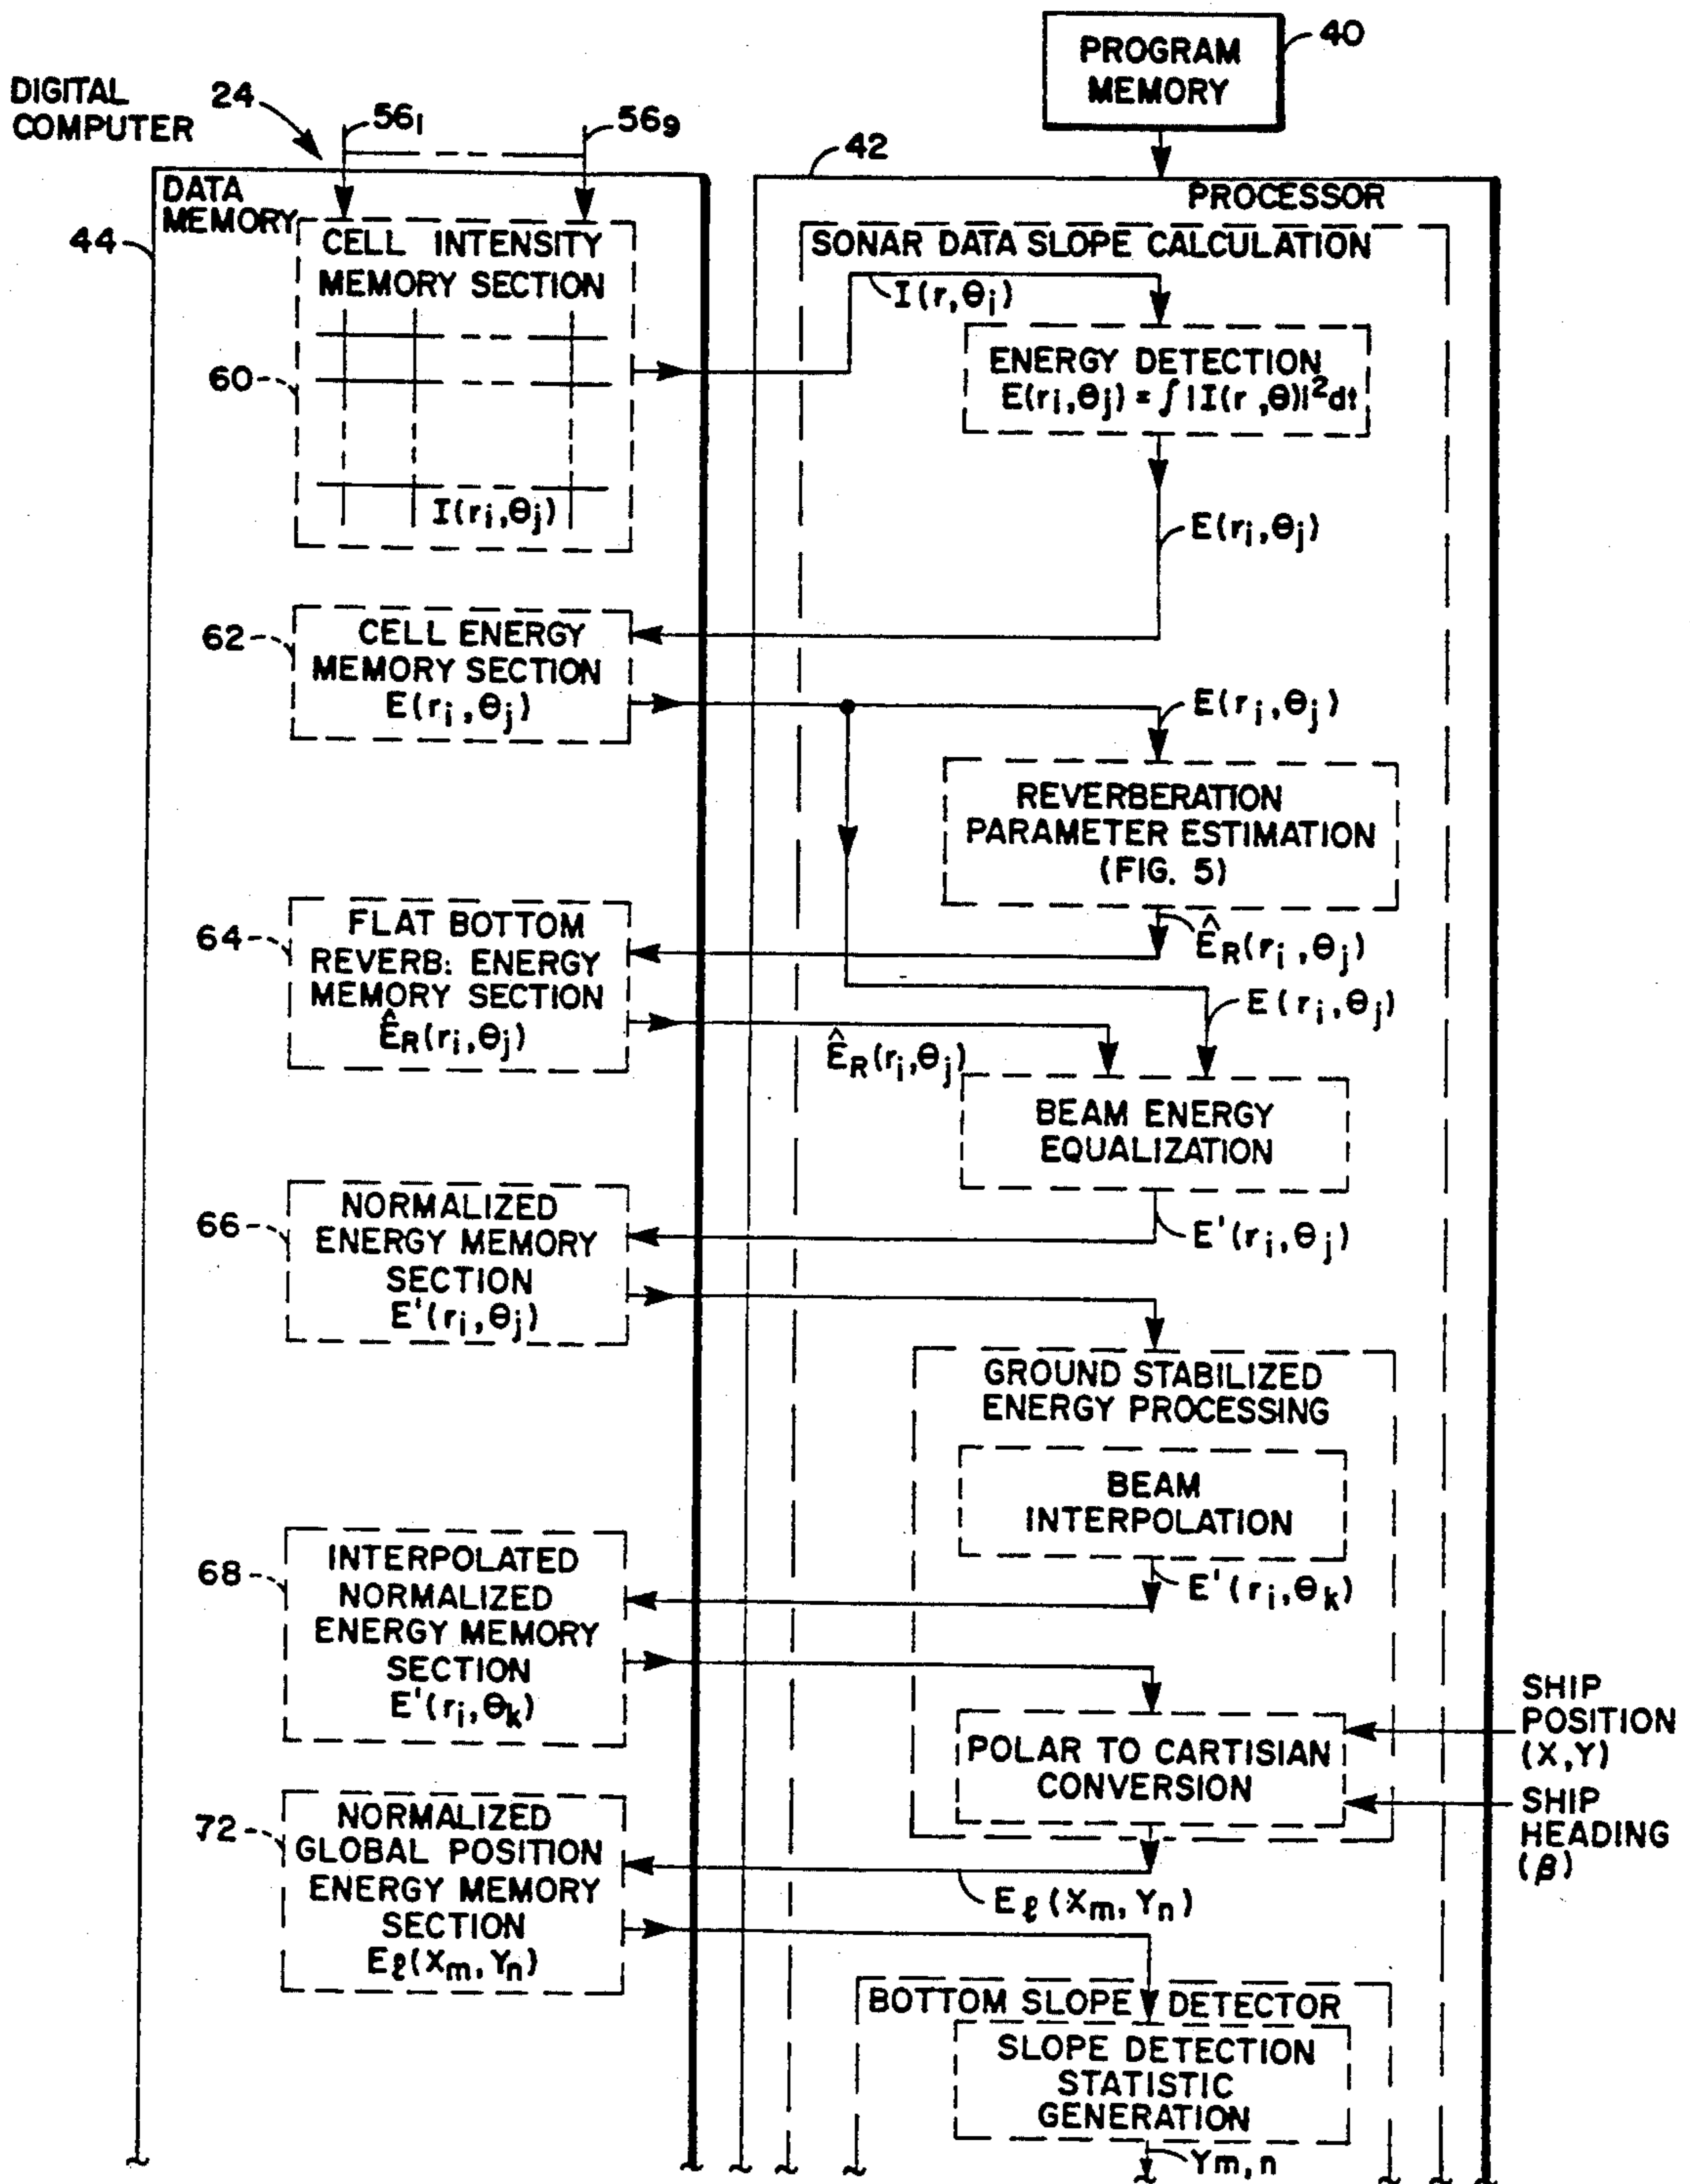 PROGRAM
MEMORY
40
DIGITAL
COMPUTER
24
56₁
56₉
42
DATA
MEMORY
PROCESSOR
44
CELL INTENSITY
MEMORY SECTION
SONAR DATA SLOPE CALCULATION
I(r,θi)
60
ENERGY DETECTION
E(ri,θj) = ∫|I(r,θ)|²dt
I(ri,θj)
E(ri,θj)
62
CELL ENERGY
MEMORY SECTION
E(ri,θj)
E(ri,θj)
REVERBERATION
PARAMETER ESTIMATION
(FIG. 5)
64
FLAT BOTTOM
REVERB: ENERGY
MEMORY SECTION
ÊR(ri,θj)
ÊR(ri,θj)
E(ri,θj)
ÊR(ri,θj)
BEAM ENERGY
EQUALIZATION
66
NORMALIZED
ENERGY MEMORY
SECTION
E'(ri,θj)
E'(ri,θj)
GROUND STABILIZED
ENERGY PROCESSING
BEAM
INTERPOLATION
68
INTERPOLATED
NORMALIZED
ENERGY MEMORY
SECTION
E'(ri,θk)
E'(ri,θk)
SHIP
POSITION
(X,Y)
POLAR TO CARTISIAN
CONVERSION
SHIP
HEADING
(β)
72
NORMALIZED
GLOBAL POSITION
ENERGY MEMORY
SECTION
Eℓ(Xm,Yn)
Eℓ(Xm,Yn)
BOTTOM SLOPE DETECTOR
SLOPE DETECTION
STATISTIC
GENERATION
Ym,n